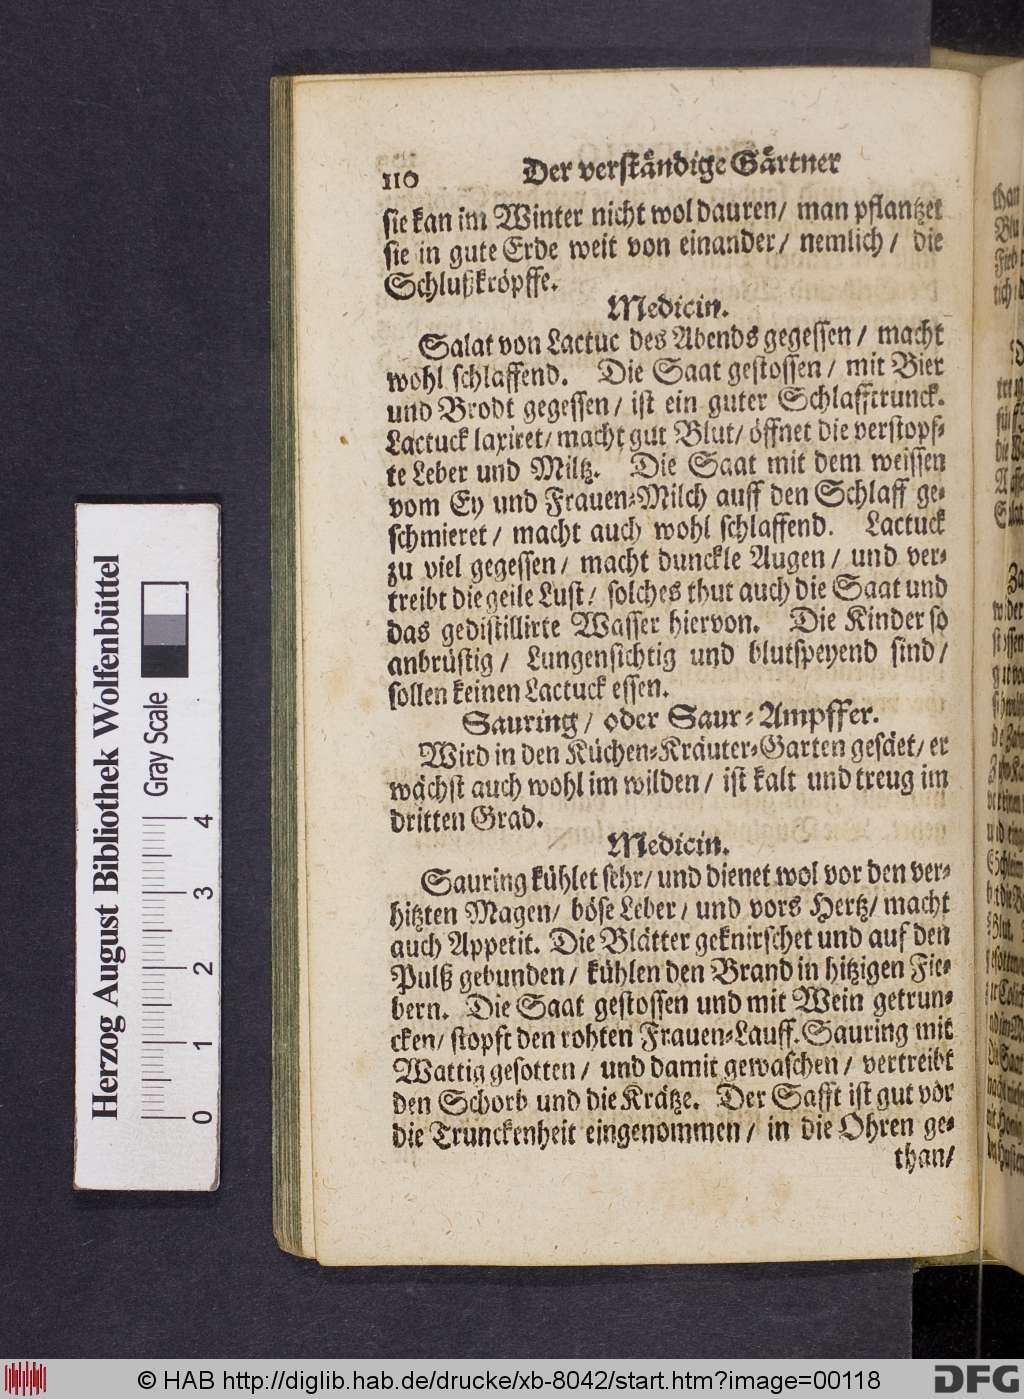 110 Der verständige Gärtner
sie kan im Winter nicht wol dauren/ man pflantzet
sie in gute Erde weit von einander/ nemlich/ die
Schlußkröpffe.
Medicin.
Salat von Lactuc des Abends gegessen/ macht
wohl schlaffend. Die Saat gestossen/ mit Bier
und Brodt gegessen/ ist ein guter Schlafftrunck.
Lactuck laxiret/ macht gut Blut/ öffnet die verstopf-
te Leber und Miltz. Die Saat mit dem weissen
vom Ey und Frauen-Milch auff den Schlaff ge-
schmieret/ macht auch wohl schlaffend. Lactuck
zu viel gegessen/ macht dunckle Augen/ und ver-
treibt die geile Lust/ solches thut auch die Saat und
das gedistillirte Wasser hiervon. Die Kinder so
anbrüstig/ Lungensichtig und blutspeyend sind/
sollen keinen Lactuck essen.
Sauring/ oder Saur-Ampffer.
Wird in den Küchen-Kräuter-Garten gesäet/ er
wächst auch wohl im wilden/ ist kalt und treug im
dritten Grad.
Medicin.
Sauring kühlet sehr/ und dienet wol vor den ver-
hitzten Magen/ böse Leber/ und vors Hertz/ macht
auch Appetit. Die Blätter geknirschet und auf den
Pulß gebunden/ kühlen den Brand in hitzigen Fie-
bern. Die Saat gestossen und mit Wein getrun-
cken/ stopft den rohten Frauen-Lauff. Sauring mit
Wattig gesotten/ und damit gewaschen/ vertreibt
den Schorb und die Krätze. Der Safft ist gut vor
die Trunckenheit eingenommen/ in die Ohren ge-
than/
Herzog August Bibliothek Wolfenbüttel
Gray Scale
0 1 2 3 4
© HAB http://diglib.hab.de/drucke/xb-8042/start.htm?image=00118
DFG